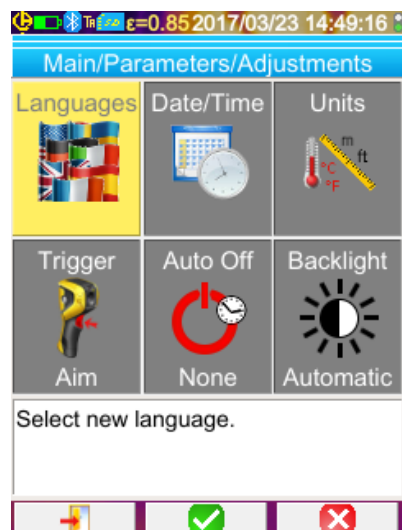 ε=0.85 2017/03/23 14:49:16
Main/Parameters/Adjustments
Languages Date/Time Units
m
ft
°C
°F
Trigger Auto Off Backlight
Aim None Automatic
Select new language.